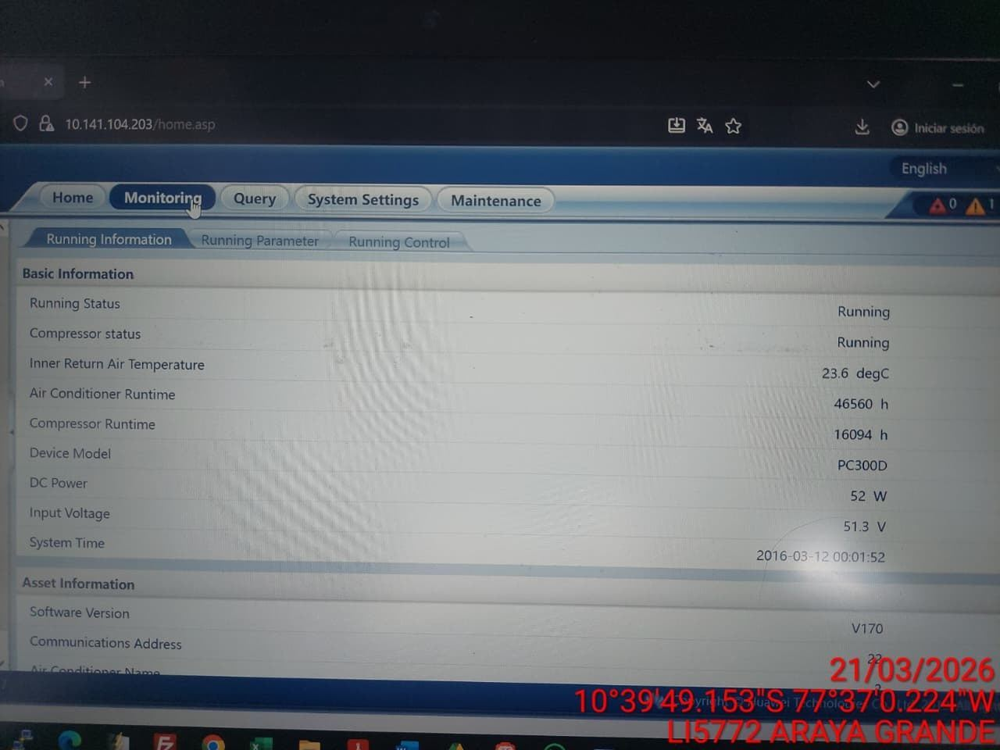 10.141.104.203/home.asp
Iniciar sesión
English
Home Monitoring Query System Settings Maintenance
0 1
Running Information Running Parameter Running Control
Basic Information
Running Status Running
Compressor status Running
Inner Return Air Temperature 23.6 degC
Air Conditioner Runtime 46560 h
Compressor Runtime 16094 h
Device Model PC300D
DC Power 52 W
Input Voltage 51.3 V
System Time 2016-03-12 00:01:52
Asset Information
Software Version V170
Communications Address 22
Air Conditioner Name
21/03/2026
10°39'49.153"S 77°37'0.224"W
LI5772 ARAYA GRANDE